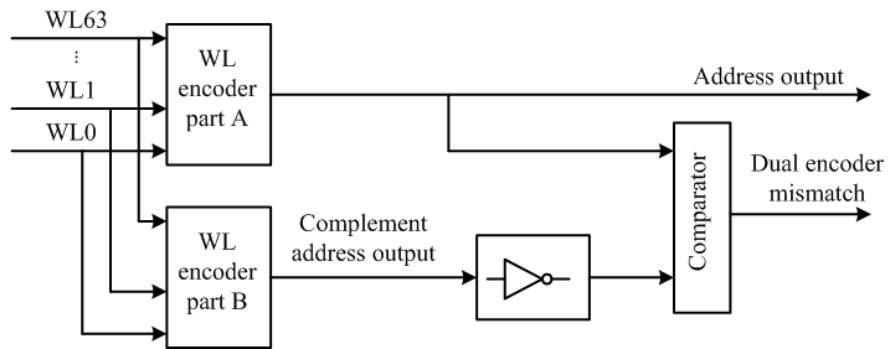 WL63
...
WL1
WL0
WL
encoder
part A
Address output
Comparator
Dual encoder
mismatch
WL
encoder
part B
Complement
address output